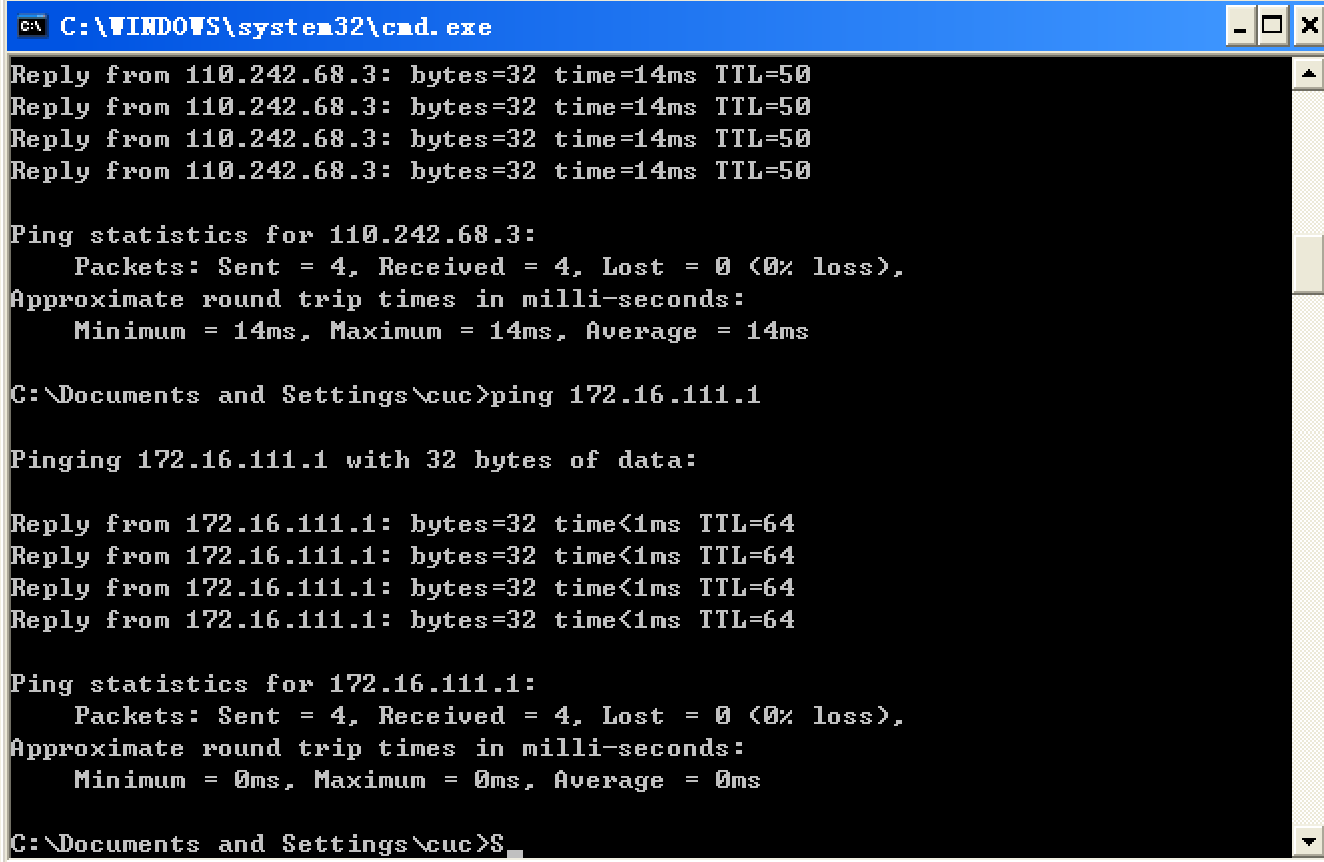 C:\WINDOWS\system32\cmd.exe
Reply from 110.242.68.3: bytes=32 time=14ms TTL=50
Reply from 110.242.68.3: bytes=32 time=14ms TTL=50
Reply from 110.242.68.3: bytes=32 time=14ms TTL=50
Reply from 110.242.68.3: bytes=32 time=14ms TTL=50
Ping statistics for 110.242.68.3:
    Packets: Sent = 4, Received = 4, Lost = 0 (0% loss),
Approximate round trip times in milli-seconds:
    Minimum = 14ms, Maximum = 14ms, Average = 14ms
C:\Documents and Settings\cuc>ping 172.16.111.1
Pinging 172.16.111.1 with 32 bytes of data:
Reply from 172.16.111.1: bytes=32 time<1ms TTL=64
Reply from 172.16.111.1: bytes=32 time<1ms TTL=64
Reply from 172.16.111.1: bytes=32 time<1ms TTL=64
Reply from 172.16.111.1: bytes=32 time<1ms TTL=64
Ping statistics for 172.16.111.1:
    Packets: Sent = 4, Received = 4, Lost = 0 (0% loss),
Approximate round trip times in milli-seconds:
    Minimum = 0ms, Maximum = 0ms, Average = 0ms
C:\Documents and Settings\cuc>S_